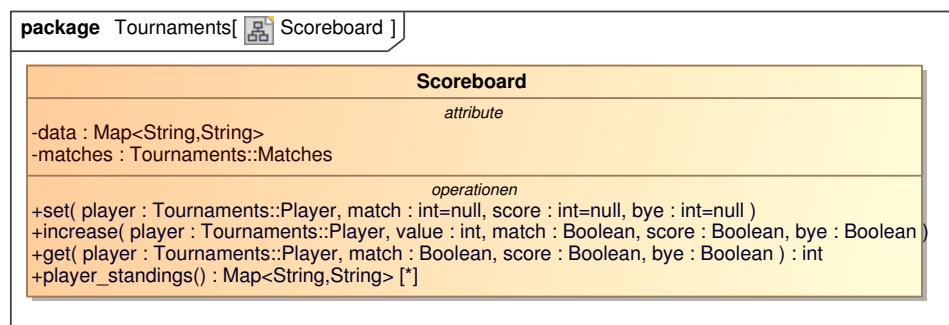 package Tournaments[ Scoreboard ]
Scoreboard
attribute
-data : Map<String,String>
-matches : Tournaments::Matches
operationen
+set( player : Tournaments::Player, match : int=null, score : int=null, bye : int=null )
+increase( player : Tournaments::Player, value : int, match : Boolean, score : Boolean, bye : Boolean )
+get( player : Tournaments::Player, match : Boolean, score : Boolean, bye : Boolean ) : int
+player_standings() : Map<String,String> [*]